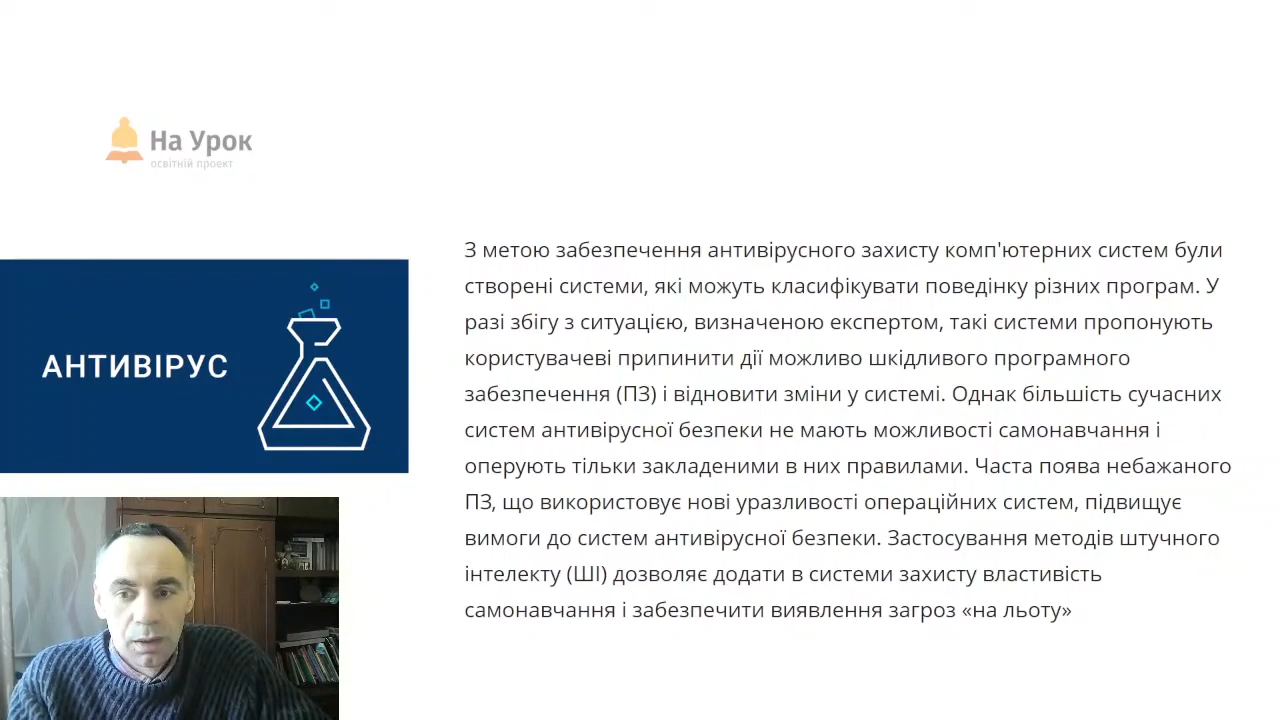 На Урок
освітній проект
АНТИВІРУС
З метою забезпечення антивірусного захисту комп'ютерних систем були
створені системи, які можуть класифікувати поведінку різних програм. У
разі збігу з ситуацією, визначеною експертом, такі системи пропонують
користувачеві припинити дії можливо шкідливого програмного
забезпечення (ПЗ) і відновити зміни у системі. Однак більшість сучасних
систем антивірусної безпеки не мають можливості самонавчання і
оперують тільки закладеними в них правилами. Часта поява небажаного
ПЗ, що використовує нові уразливості операційних систем, підвищує
вимоги до систем антивірусної безпеки. Застосування методів штучного
інтелекту (ШІ) дозволяє додати в системи захисту властивість
самонавчання і забезпечити виявлення загроз «на льоту»